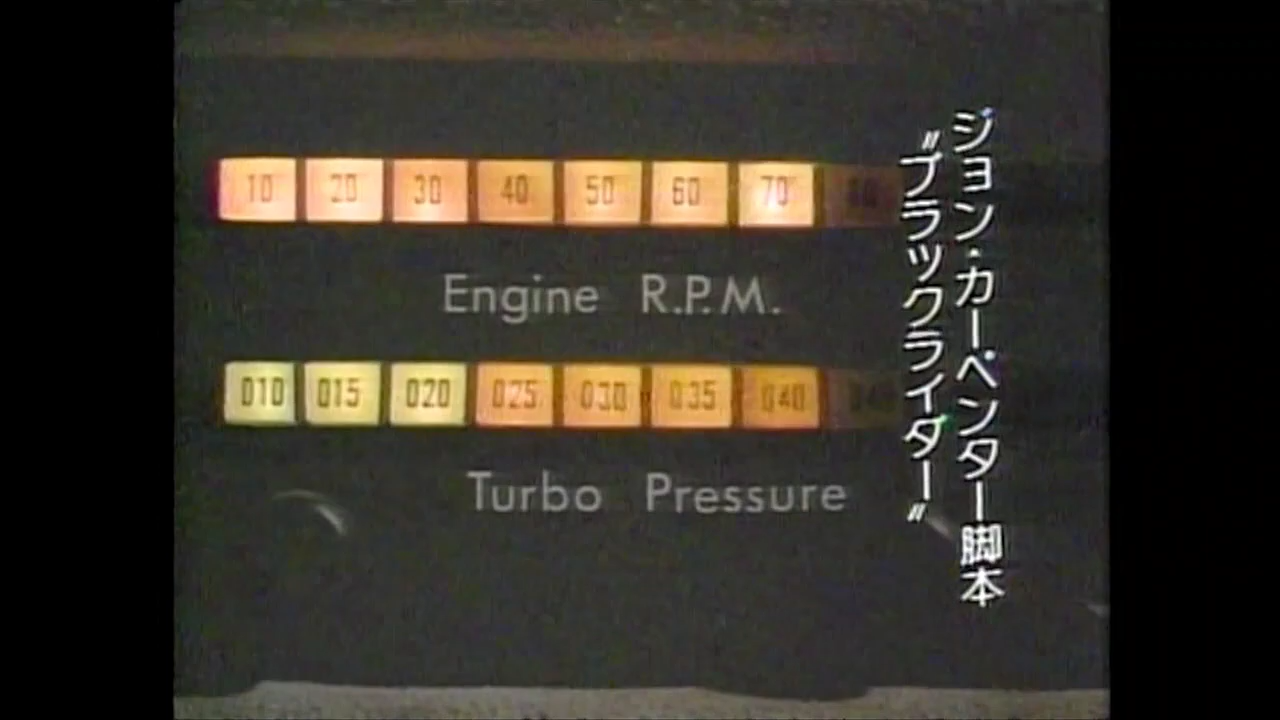 10 20 30 40 50 60 70
Engine R.P.M.
010 015 020 025 030 035 040
Turbo Pressure
ジョン・カーペンター脚本
〝ブラックライダー〟